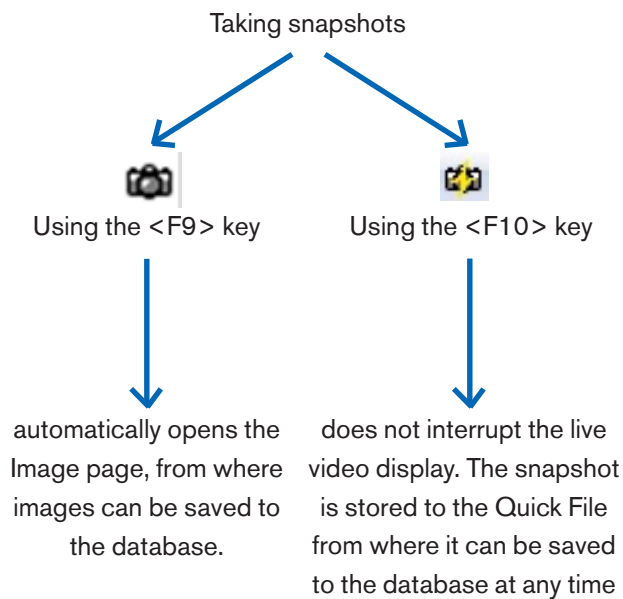 Taking snapshots
Using the <F9> key
Using the <F10> key
automatically opens the
Image page, from where
images can be saved to
the database.
does not interrupt the live
video display. The snapshot
is stored to the Quick File
from where it can be saved
to the database at any time